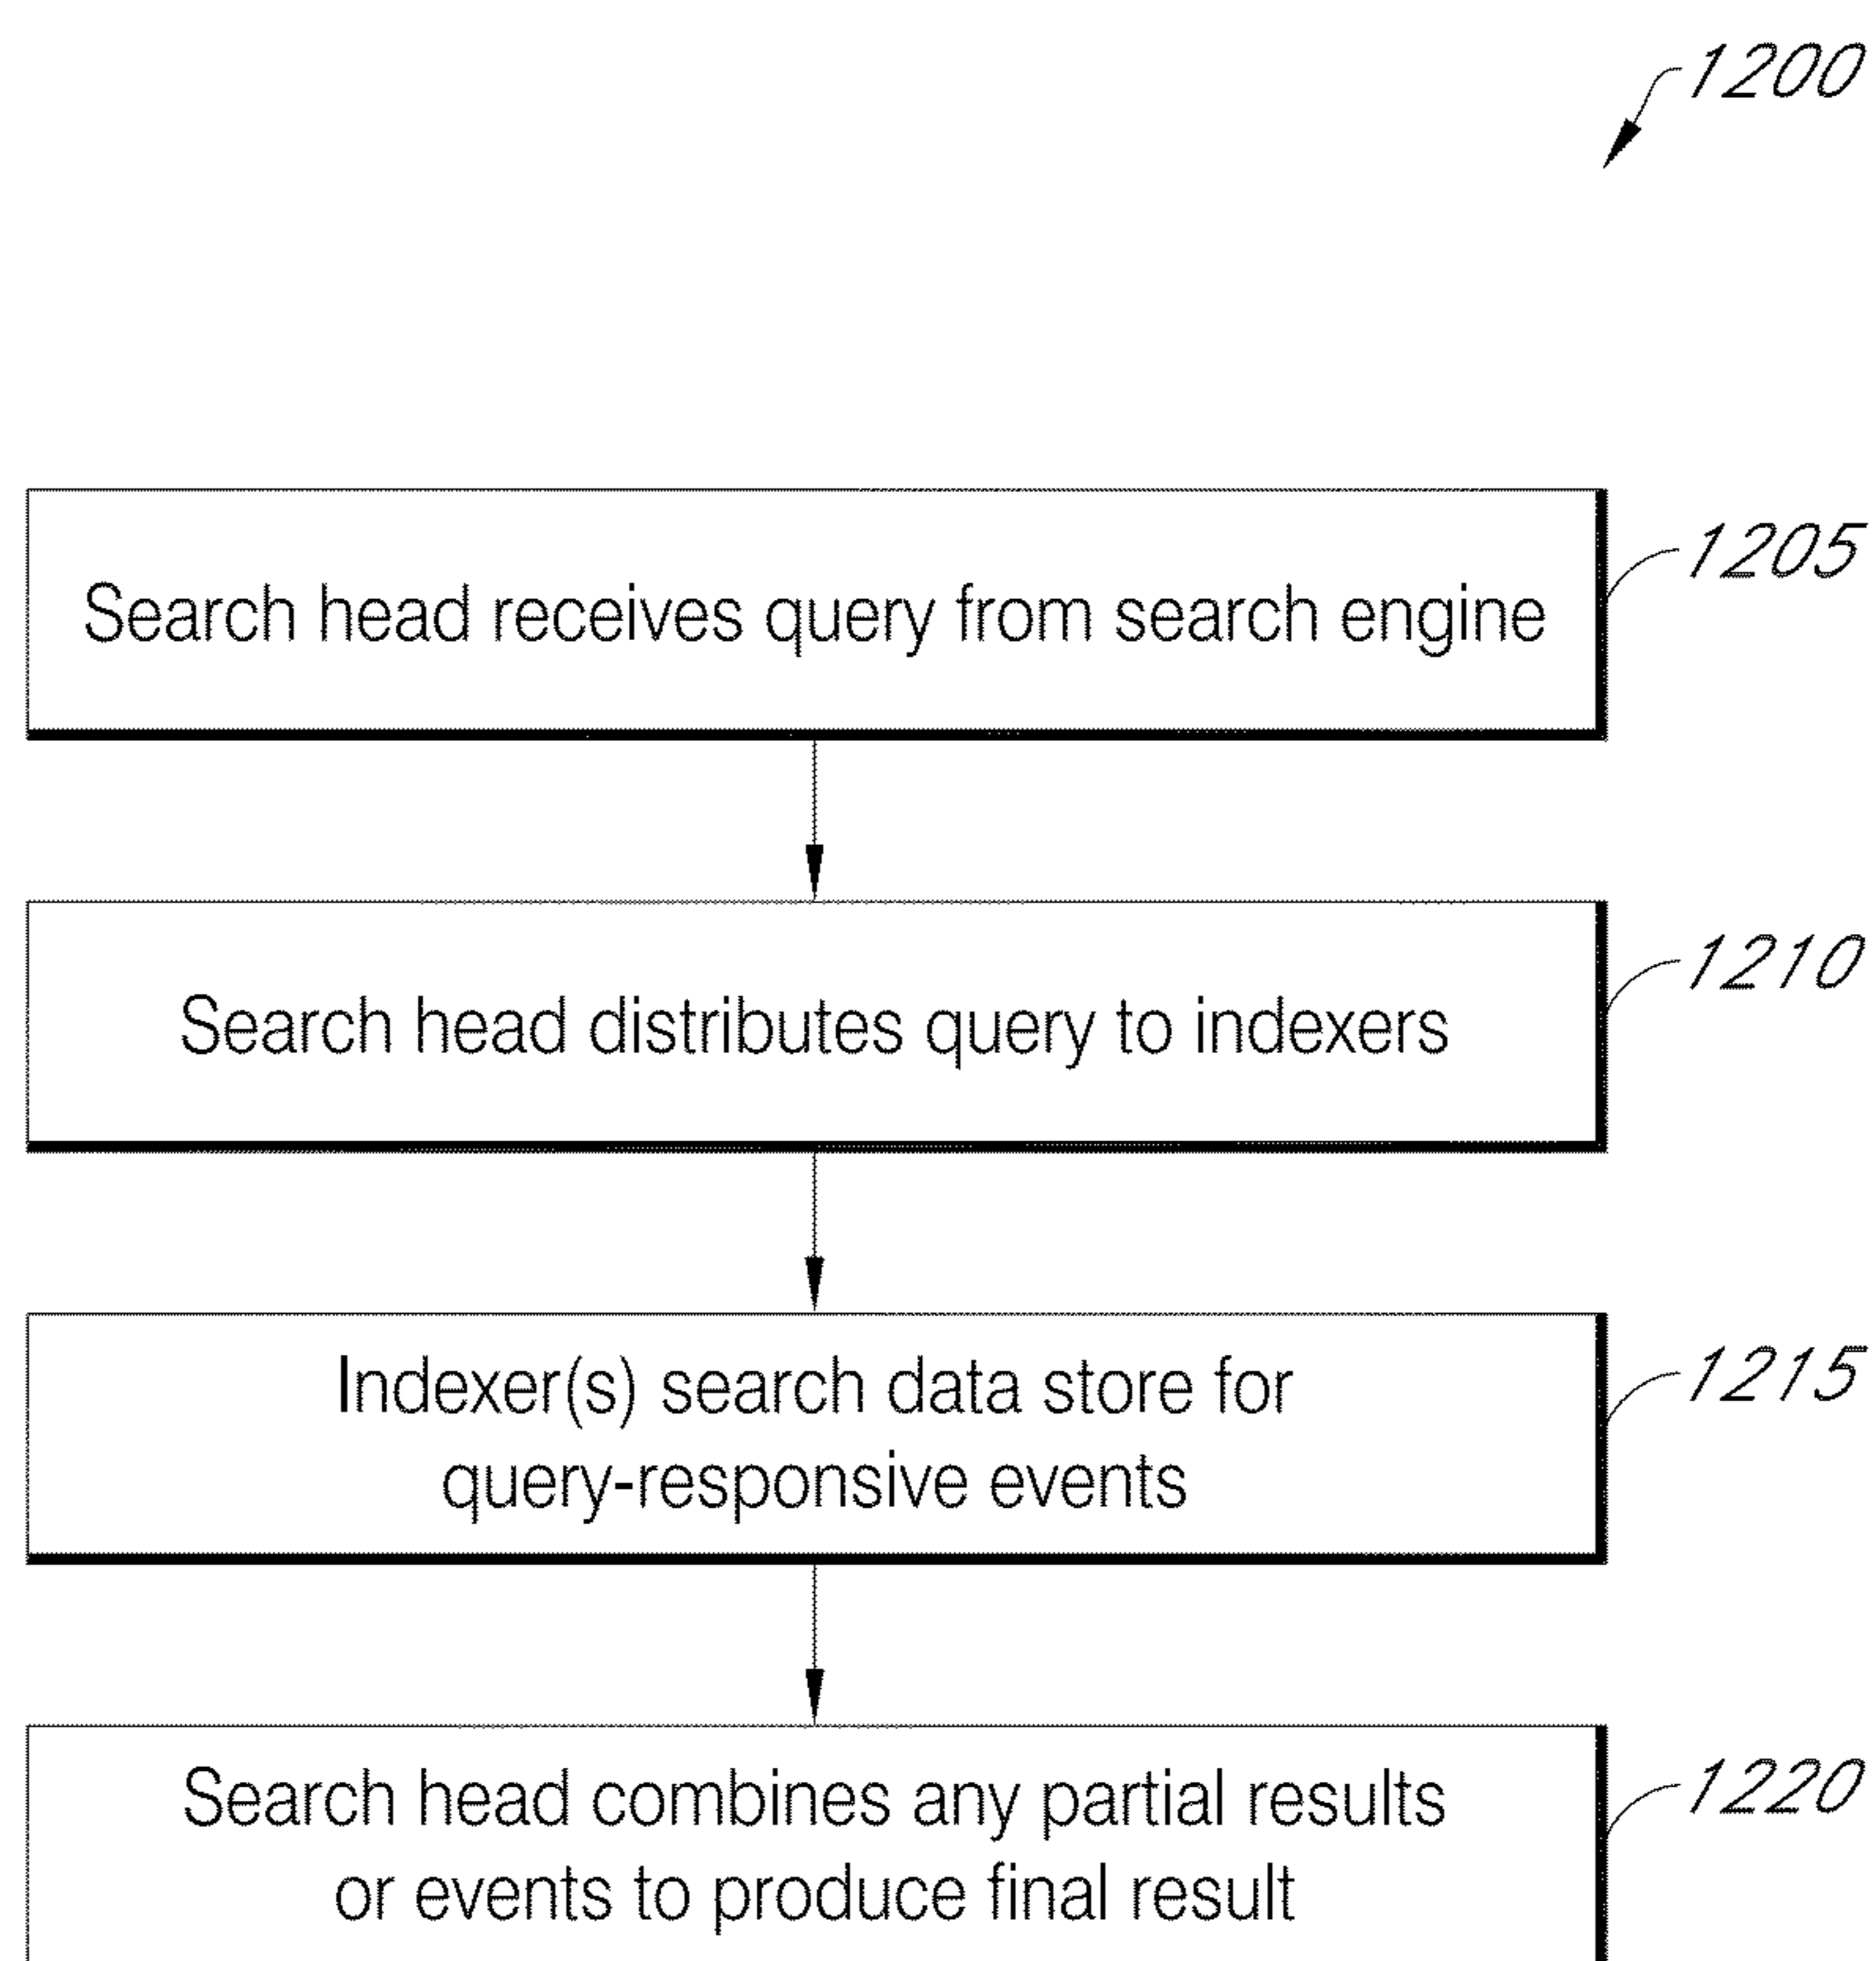 1200
Search head receives query from search engine
1205
Search head distributes query to indexers
1210
Indexer(s) search data store for
query-responsive events
1215
Search head combines any partial results
or events to produce final result
1220